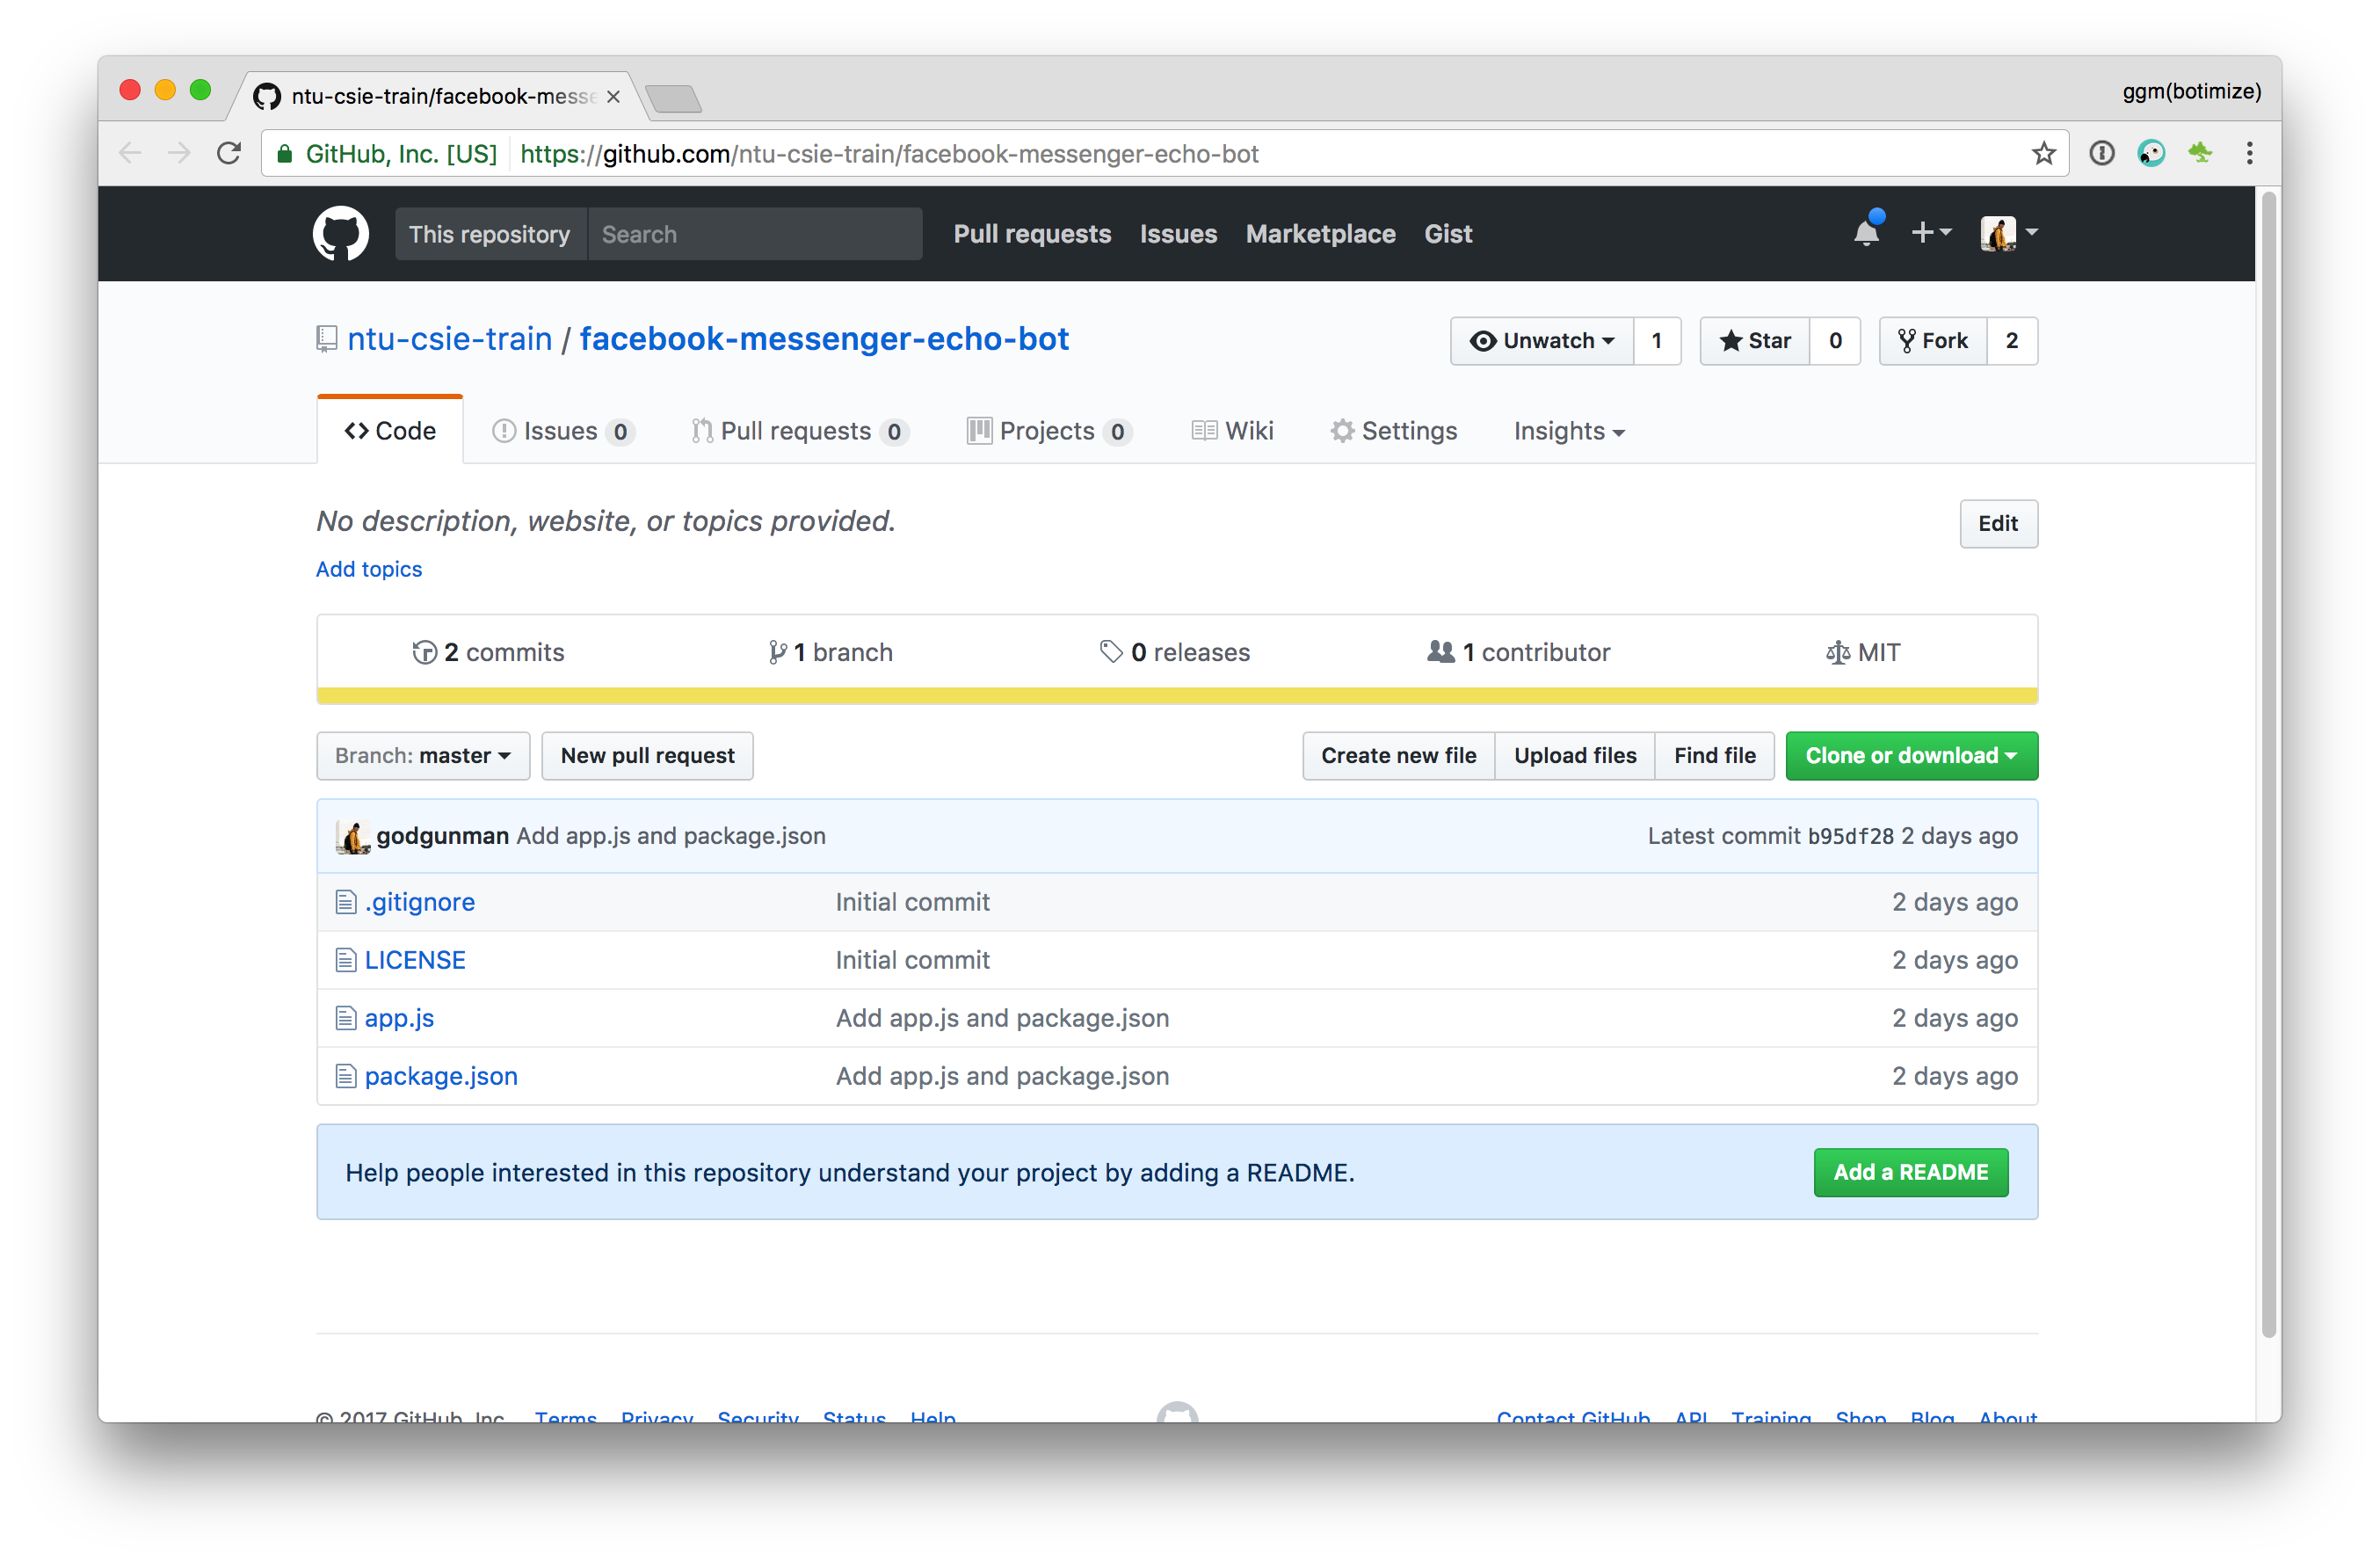 ntu-csie-train/facebook-messe
ggm(botimize)
GitHub, Inc. [US] https://github.com/ntu-csie-train/facebook-messenger-echo-bot
This repository Search Pull requests Issues Marketplace Gist
ntu-csie-train / facebook-messenger-echo-bot
Unwatch 1 Star 0 Fork 2
Code Issues 0 Pull requests 0 Projects 0 Wiki Settings Insights
No description, website, or topics provided.
Edit
Add topics
2 commits 1 branch 0 releases 1 contributor MIT
Branch: master New pull request Create new file Upload files Find file Clone or download
godgunman Add app.js and package.json Latest commit b95df28 2 days ago
.gitignore Initial commit 2 days ago
LICENSE Initial commit 2 days ago
app.js Add app.js and package.json 2 days ago
package.json Add app.js and package.json 2 days ago
Help people interested in this repository understand your project by adding a README. Add a README
© 2017 GitHub, Inc. Terms Privacy Security Status Help Contact GitHub API Training Shop Blog About